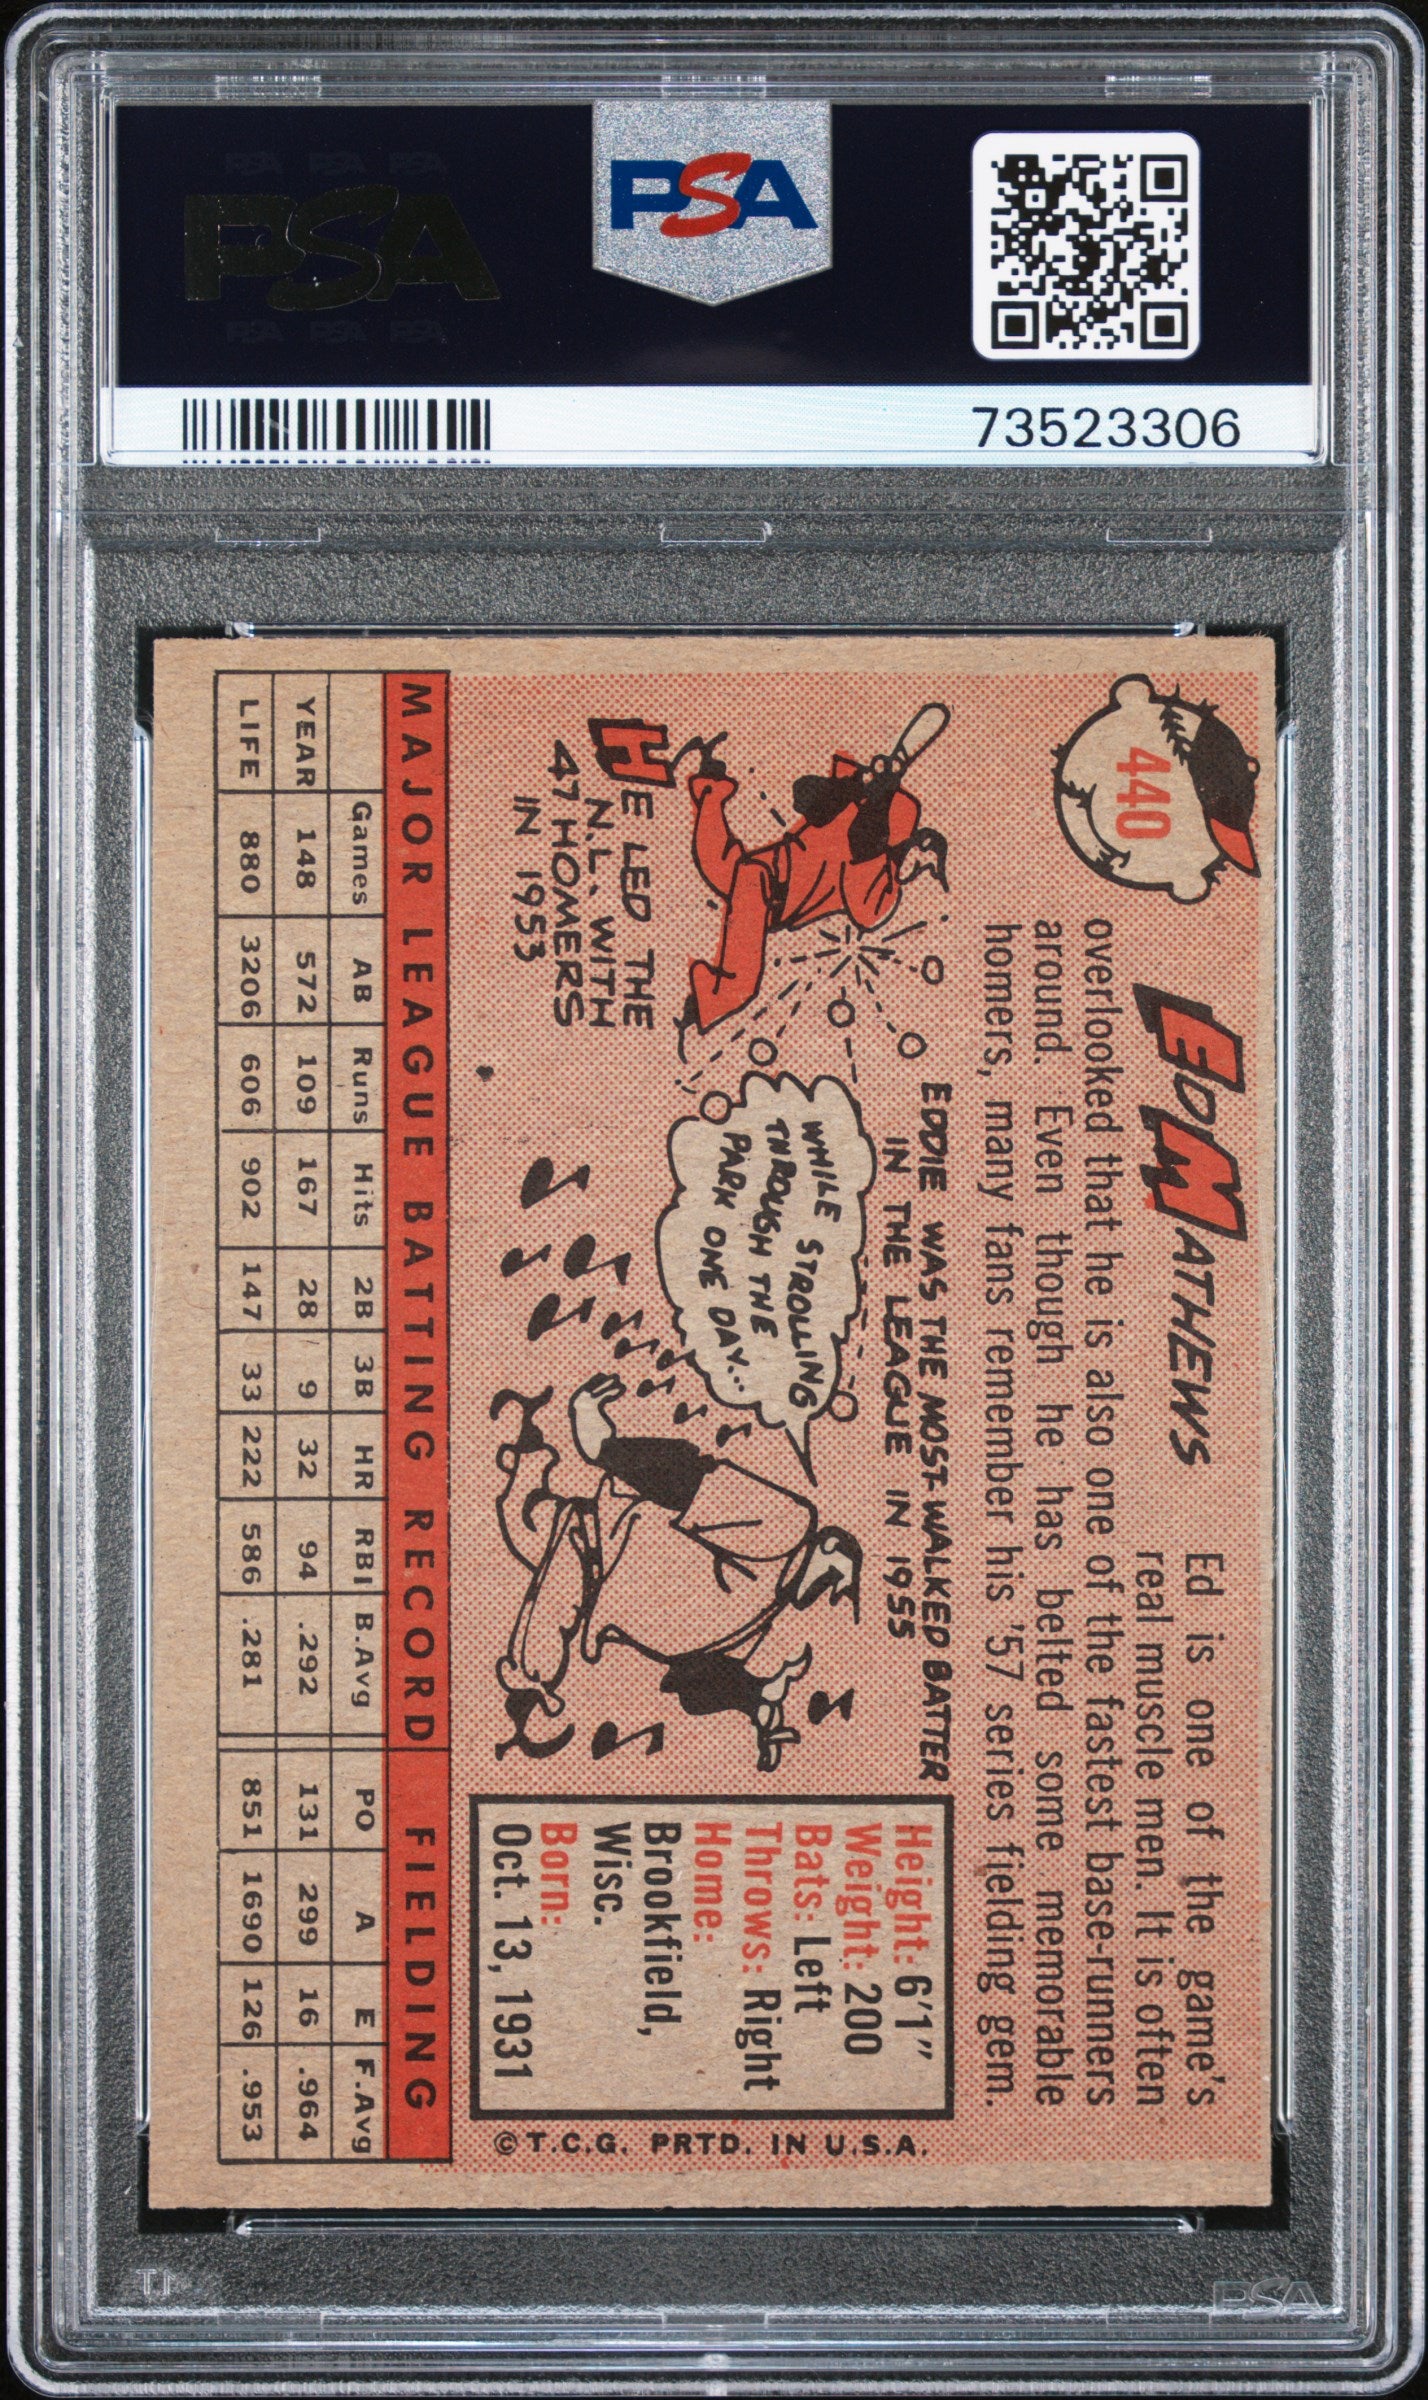 PSA PSA PSA
PSA
PSA PSA PSA
PSA
73523306
440
ED MATHEWS
Ed is one of the game's
real muscle men. It is often
overlooked that he is also one of the fastest base-runners
around. Even though he has belted some memorable
homers, many fans remember his '57 series fielding gem.
EDDIE WAS THE MOST-WALKED BATTER
IN THE LEAGUE IN 1955
HE LED THE
N.L. WITH
47 HOMERS
IN 1953
WHILE STROLLING
THROUGH THE
PARK ONE DAY...
Height: 6'1"
Weight: 200
Bats: Left
Throws: Right
Home:
Brookfield,
Wisc.
Born:
Oct. 13, 1931
© T.C.G. PRTD. IN U.S.A.
MAJOR LEAGUE BATTING RECORD FIELDING
Games AB Runs Hits 2B 3B HR RBI B.Avg PO A E F.Avg
YEAR 148 572 109 167 28 9 32 94 .292 131 299 16 .964
LIFE 880 3206 606 902 147 33 222 586 .281 851 1690 126 .953
PSA